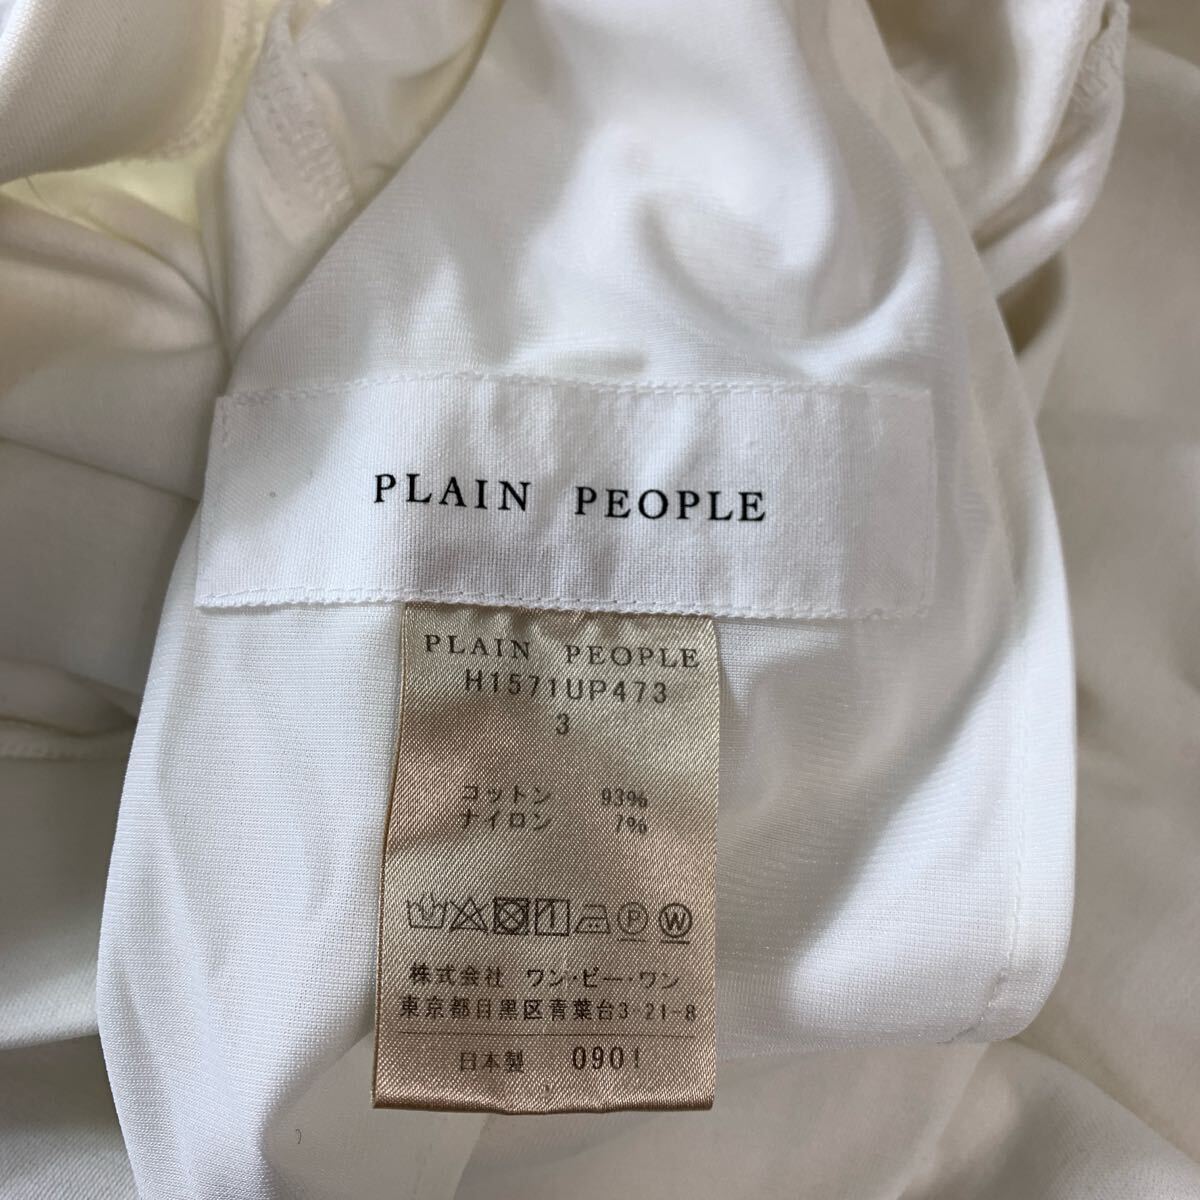 PLAIN PEOPLE
PLAIN PEOPLE
H1571UP473
3
コットン 93%
ナイロン 7%
P W
株式会社 ワン・ビー・ワン
東京都目黒区青葉台3-21-8
日本製 0901